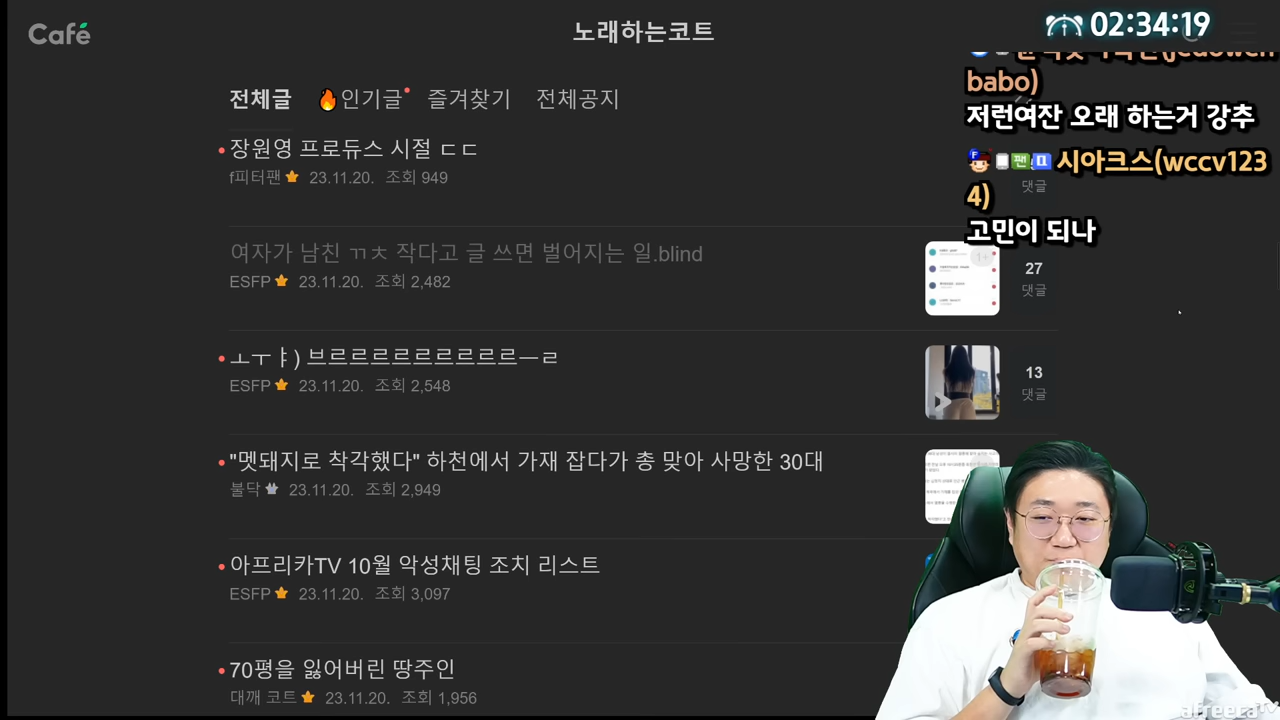 Café
노래하는코트
02:34:19
babo)
저런여잔 오래 하는거 강추
팬 시아크스(wccv123
4)
고민이 되나
전체글 인기글 즐겨찾기 전체공지
장원영 프로듀스 시절 ㄷㄷ
f피터팬 23.11.20. 조회 949
댓글
여자가 남친 ㄲㅊ 작다고 글 쓰면 벌어지는 일.blind
ESFP 23.11.20. 조회 2,482
27
댓글
ㅗㅜㅑ) 브르르르르르르르르르ㅡㄹ
ESFP 23.11.20. 조회 2,548
13
댓글
"멧돼지로 착각했다" 하천에서 가재 잡다가 총 맞아 사망한 30대
불닥 23.11.20. 조회 2,949
아프리카TV 10월 악성채팅 조치 리스트
ESFP 23.11.20. 조회 3,097
70평을 잃어버린 땅주인
대깨 코트 23.11.20. 조회 1,956
afreecaTV